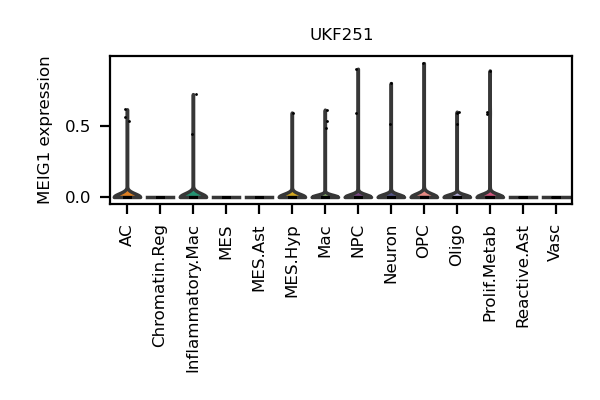 UKF251
MEIG1 expression
0.5
0.0
AC
Chromatin.Reg
Inflammatory.Mac
MES
MES.Ast
MES.Hyp
Mac
NPC
Neuron
OPC
Oligo
Prolif.Metab
Reactive.Ast
Vasc